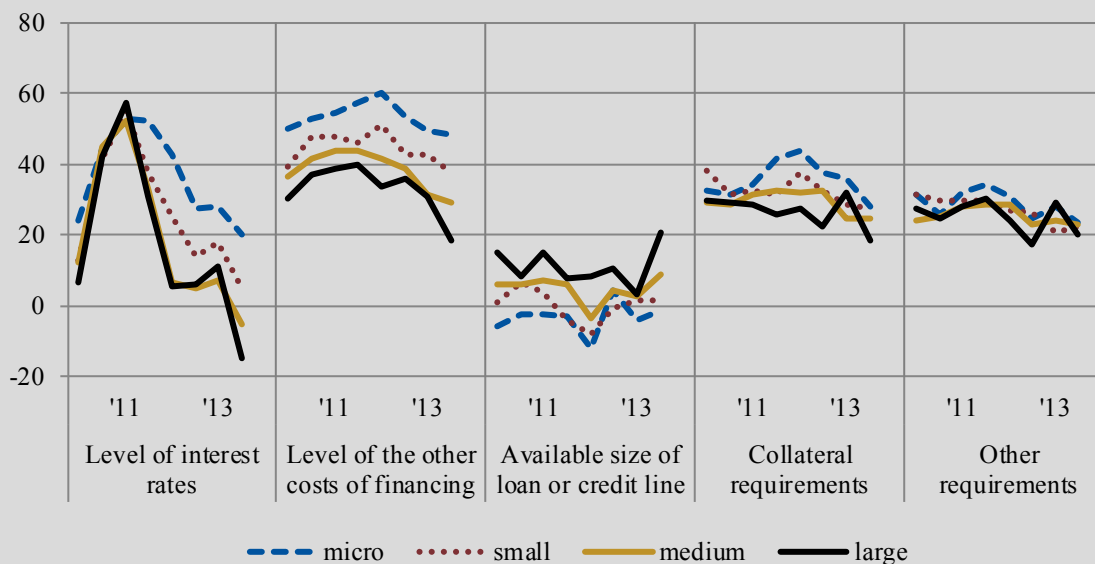 80
60
40
20
0
-20
'11 '13 '11 '13 '11 '13 '11 '13 '11 '13
Level of interest
rates
Level of the other
costs of financing
Available size of
loan or credit line
Collateral
requirements
Other
requirements
micro small medium large